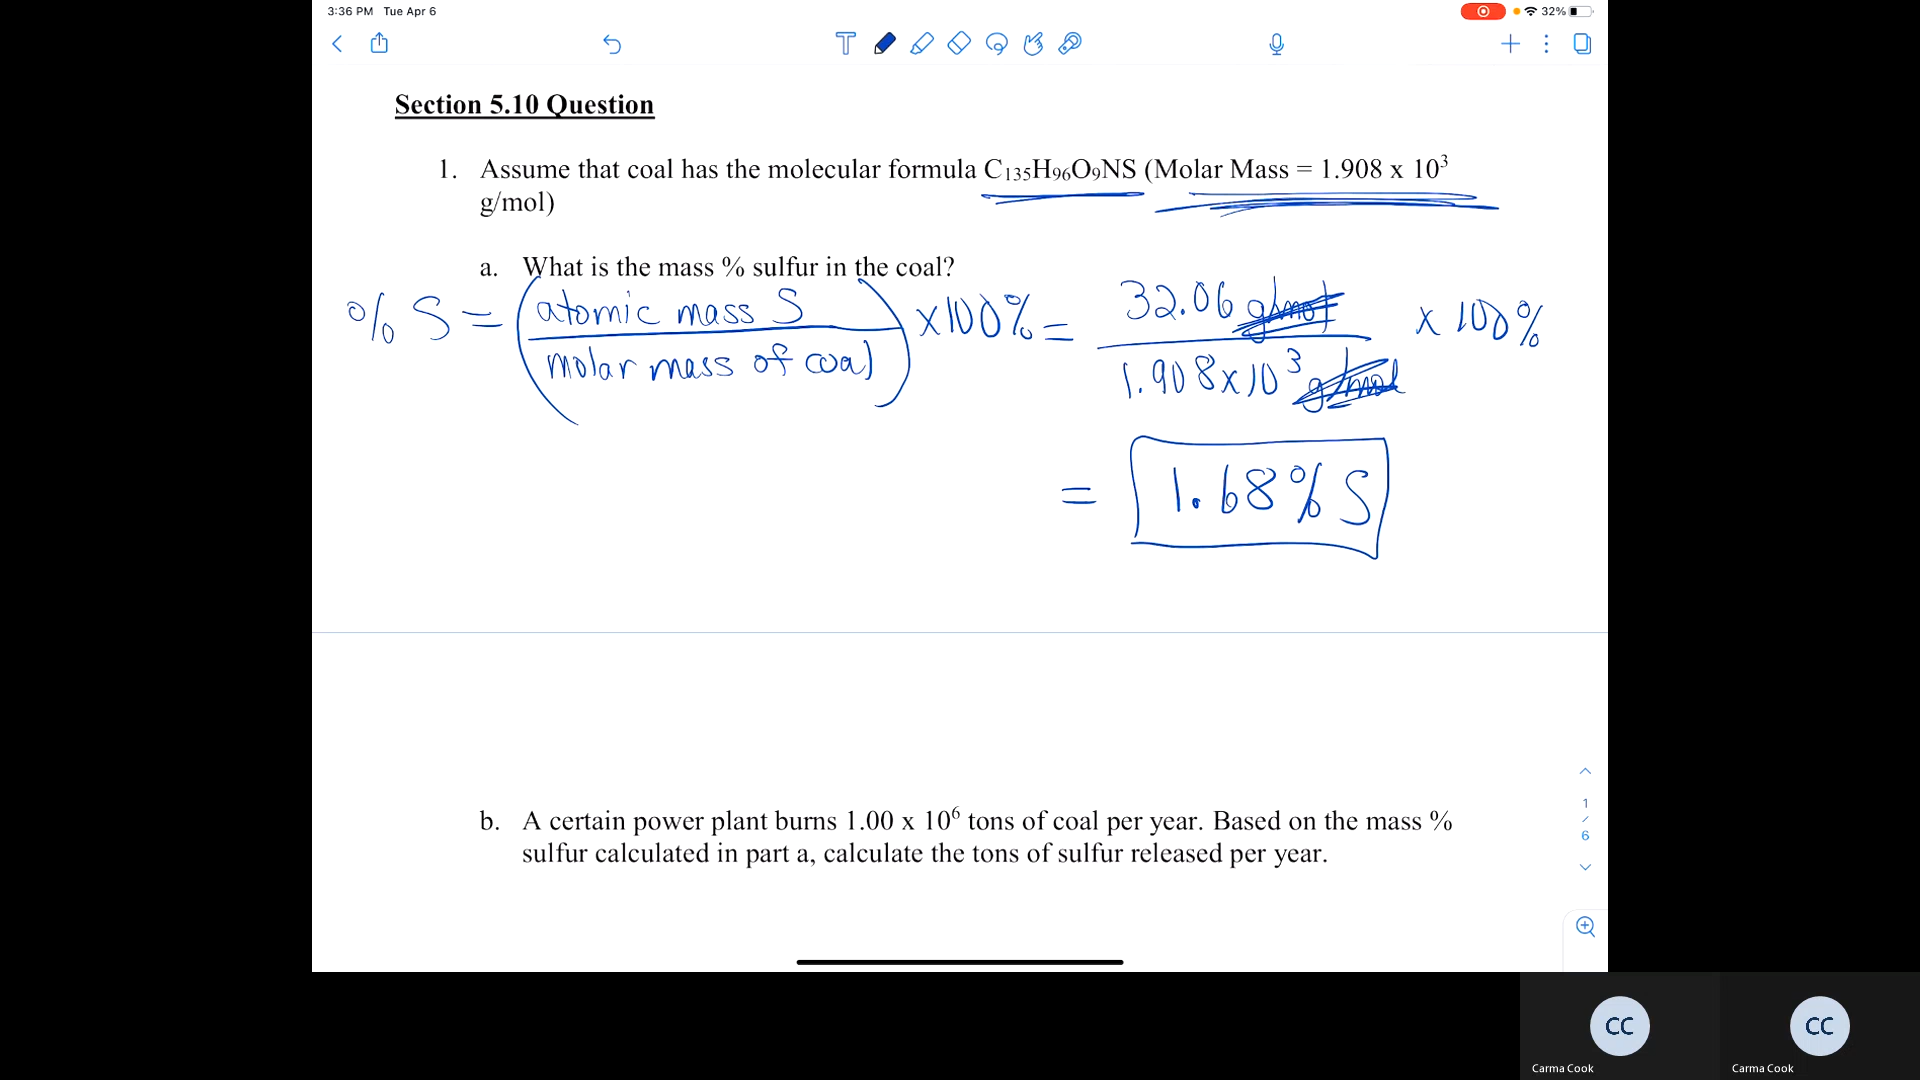 3:36 PM Tue Apr 6
32%
T
Section 5.10 Question
1. Assume that coal has the molecular formula C₁₃₅H₉₆O₉NS (Molar Mass = 1.908 x 10³
g/mol)
a. What is the mass % sulfur in the coal?
% S = (atomic mass S / molar mass of coal) x100% = 32.06 g/mol / 1.908x10³ g/mol x 100%
= 1.68% S
b. A certain power plant burns 1.00 x 10⁶ tons of coal per year. Based on the mass %
sulfur calculated in part a, calculate the tons of sulfur released per year.
1
/
6
CC
Carma Cook
CC
Carma Cook